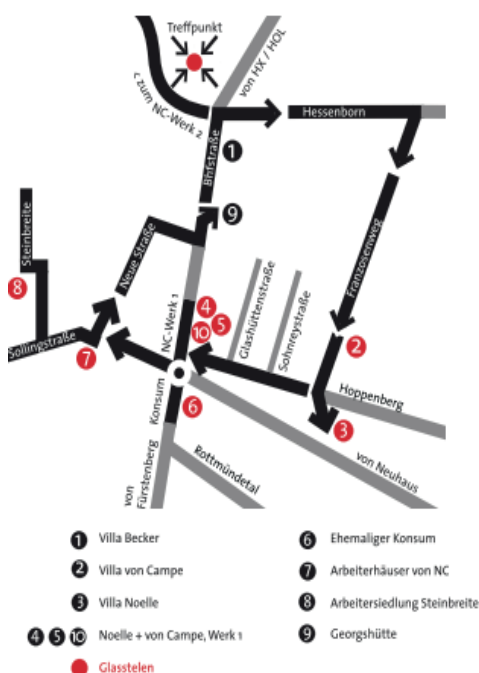 Treffpunkt
von HX / HOL
zum NC-Werk 2
Hessenborn
Bhfstraße
1
9
Steinbreite
8
Neue Straße
Franzosenweg
Glashüttenstraße
Sohnreystraße
NC-Werk 1
4
5
10
2
Sollingstraße
7
Konsum
6
Hoppenberg
3
von Neuhaus
von
Fürstenberg
Rottmündetal
1 Villa Becker
2 Villa von Campe
3 Villa Noelle
4 5 10 Noelle + von Campe, Werk 1
Glasstelen
6 Ehemaliger Konsum
7 Arbeiterhäuser von NC
8 Arbeitersiedlung Steinbreite
9 Georgshütte